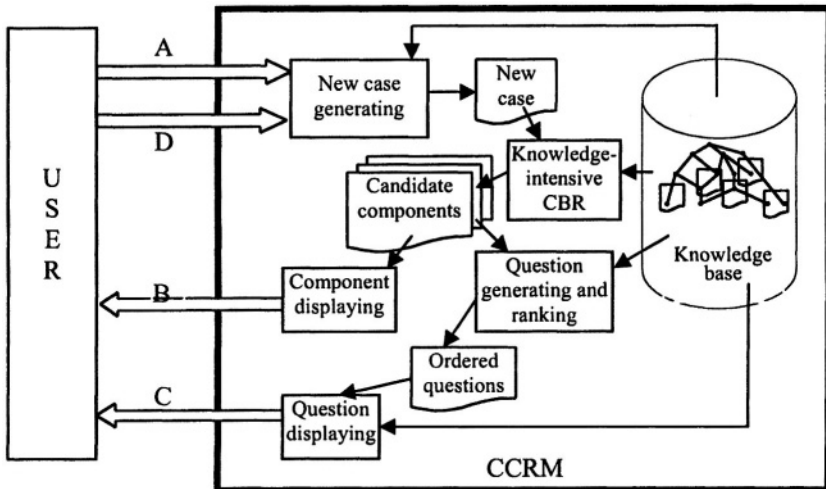 A
D
B
C
U
S
E
R
New case
generating
New
case
Knowledge-
intensive
CBR
Candidate
components
Component
displaying
Question
generating and
ranking
Knowledge
base
Ordered
questions
Question
displaying
CCRM